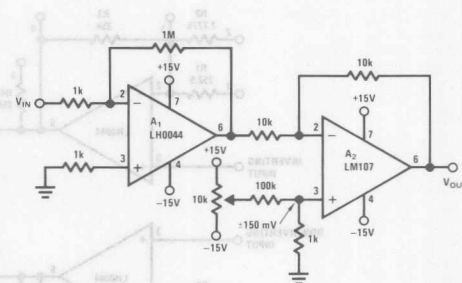 1M
1k
+15V
7
V_IN
2
−
A₁
LH0044
6
3
+
4
−15V
1k
10k
+15V
10k
−15V
100k
±150 mV
1k
10k
+15V
7
2
−
A₂
LM107
6
3
+
4
−15V
V_OU